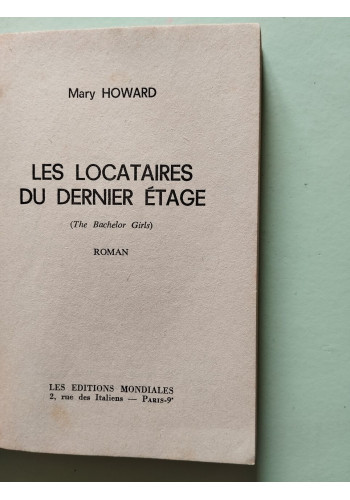 Mary HOWARD
LES LOCATAIRES
DU DERNIER ÉTAGE
(The Bachelor Girls)
ROMAN
LES EDITIONS MONDIALES
2, rue des Italiens — PARIS-9e